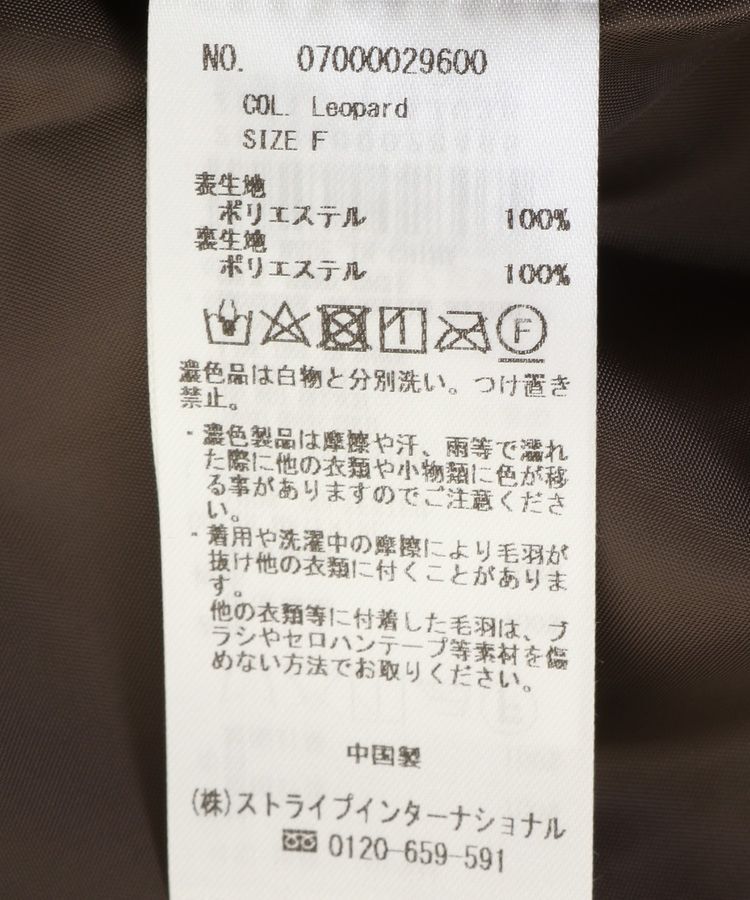 NO. 07000029600
COL. Leopard
SIZE F
表生地
ポリエステル 100%
裏生地
ポリエステル 100%
F
濃色品は白物と分別洗い。つけ置き
禁止。
・濃色製品は摩擦や汗、雨等で濡れ
た際に他の衣類や小物類に色が移
る事がありますのでご注意くださ
い。
・着用や洗濯中の摩擦により毛羽が
抜け他の衣類に付くことがありま
す。
他の衣類等に付着した毛羽は、ブ
ラシやセロハンテープ等素材を傷
めない方法でお取りください。
中国製
(株)ストライプインターナショナル
0120-659-591